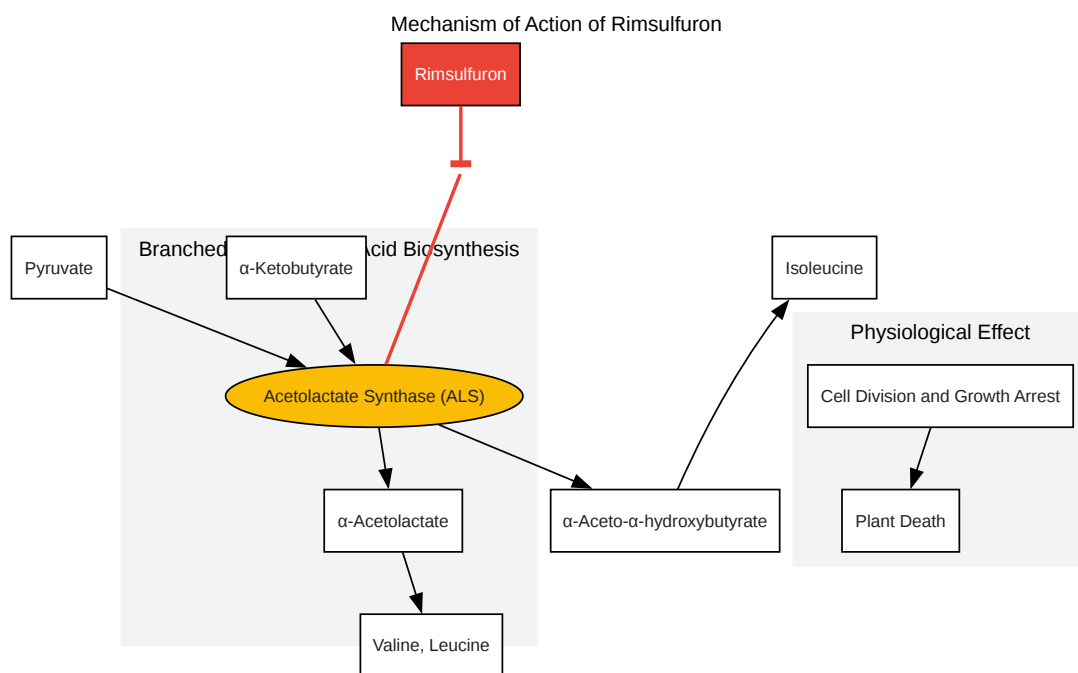 Mechanism of Action of Rimsulfuron
Rimsulfuron
Branched
cid Biosynthesis
Pyruvate
α-Ketobutyrate
Isoleucine
Physiological Effect
Acetolactate Synthase (ALS)
Cell Division and Growth Arrest
α-Acetolactate
α-Aceto-α-hydroxybutyrate
Plant Death
Valine, Leucine